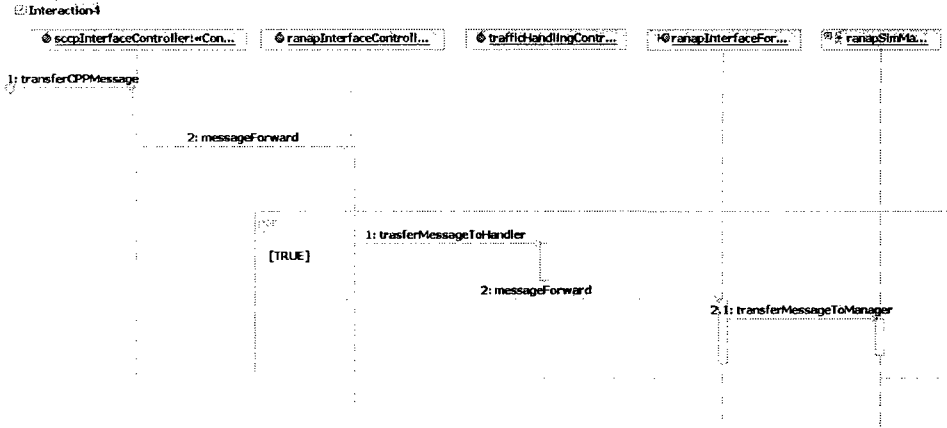 Interaction4
sccpInterfaceController:«Con...
ranapInterfaceControll...
trafficHandlingContr...
ranapInterfaceFor...
ranapSimMa...
1: transferCPPMessage
2: messageForward
1: trasferMessageToHandler
[TRUE]
2: messageForward
2.1: transferMessageToManager